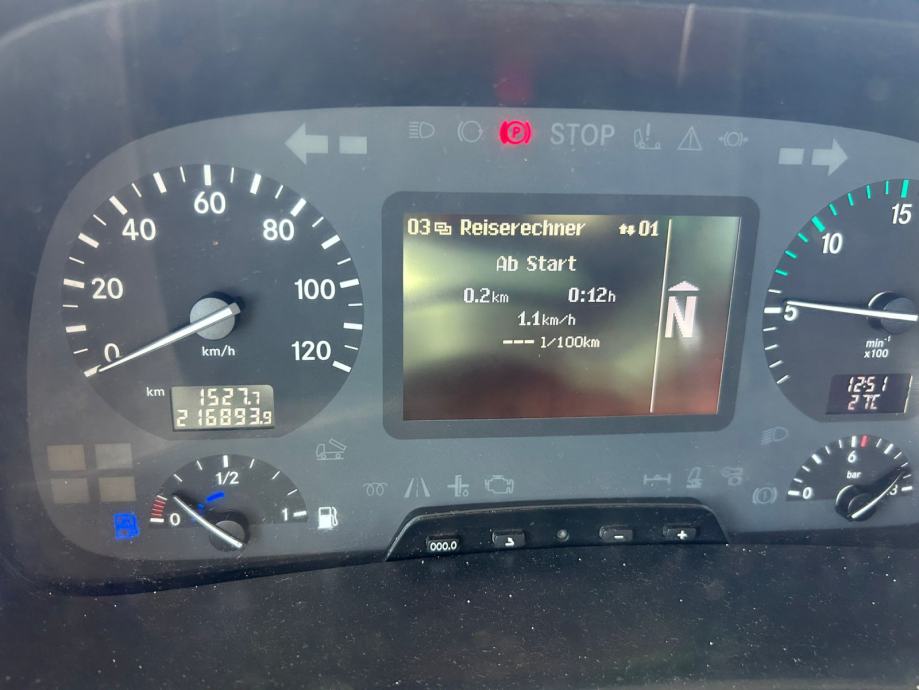 P STOP
60
40 80
20 100
0 120
km/h
km 1527.7
216893.9
03 Reiserechner 01
Ab Start
0.2km 0:12h
1.1km/h
--- l/100km
N
15
10
5
min⁻¹
x100
12:51
27°C
1/2
0 1
6
bar
0
000.0 - +